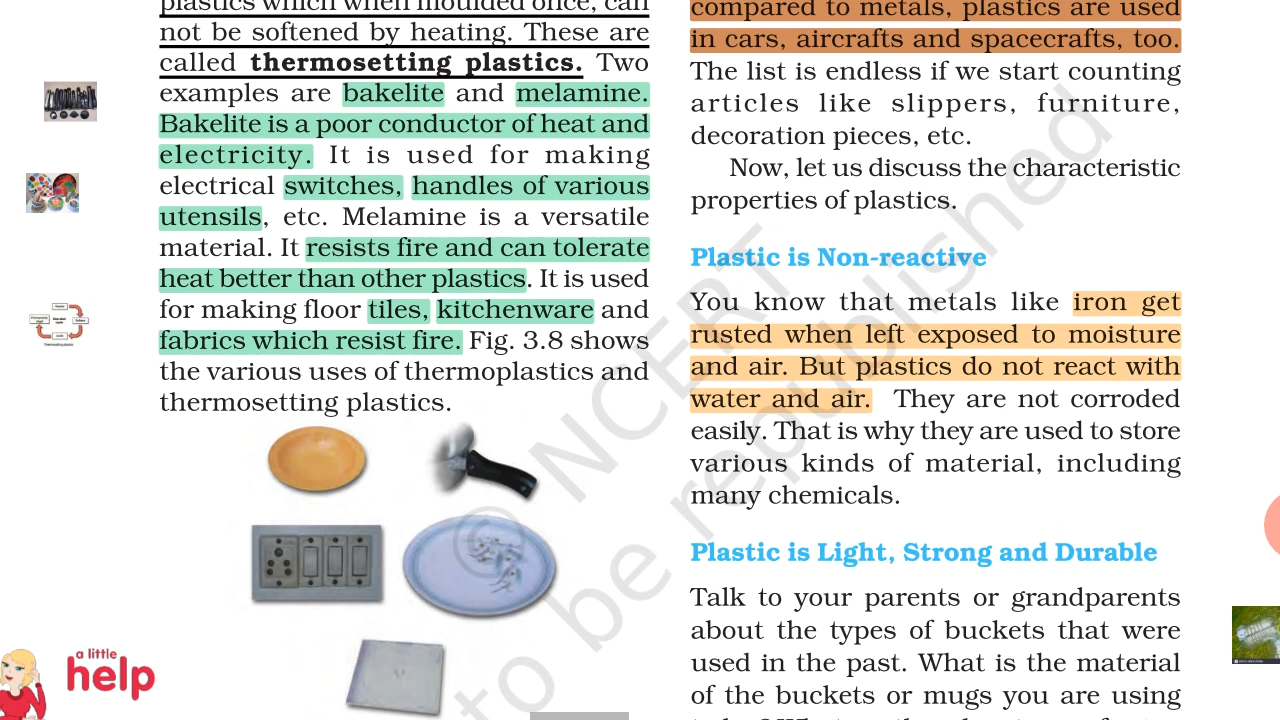 plastics which when moulded once, can
not be softened by heating. These are
called thermosetting plastics. Two
examples are bakelite and melamine.
Bakelite is a poor conductor of heat and
electricity. It is used for making
electrical switches, handles of various
utensils, etc. Melamine is a versatile
material. It resists fire and can tolerate
heat better than other plastics. It is used
for making floor tiles, kitchenware and
fabrics which resist fire. Fig. 3.8 shows
the various uses of thermoplastics and
thermosetting plastics.
a little
help
compared to metals, plastics are used
in cars, aircrafts and spacecrafts, too.
The list is endless if we start counting
articles like slippers, furniture,
decoration pieces, etc.
Now, let us discuss the characteristic
properties of plastics.
Plastic is Non-reactive
You know that metals like iron get
rusted when left exposed to moisture
and air. But plastics do not react with
water and air. They are not corroded
easily. That is why they are used to store
various kinds of material, including
many chemicals.
Plastic is Light, Strong and Durable
Talk to your parents or grandparents
about the types of buckets that were
used in the past. What is the material
of the buckets or mugs you are using
© NCERT
to be republished